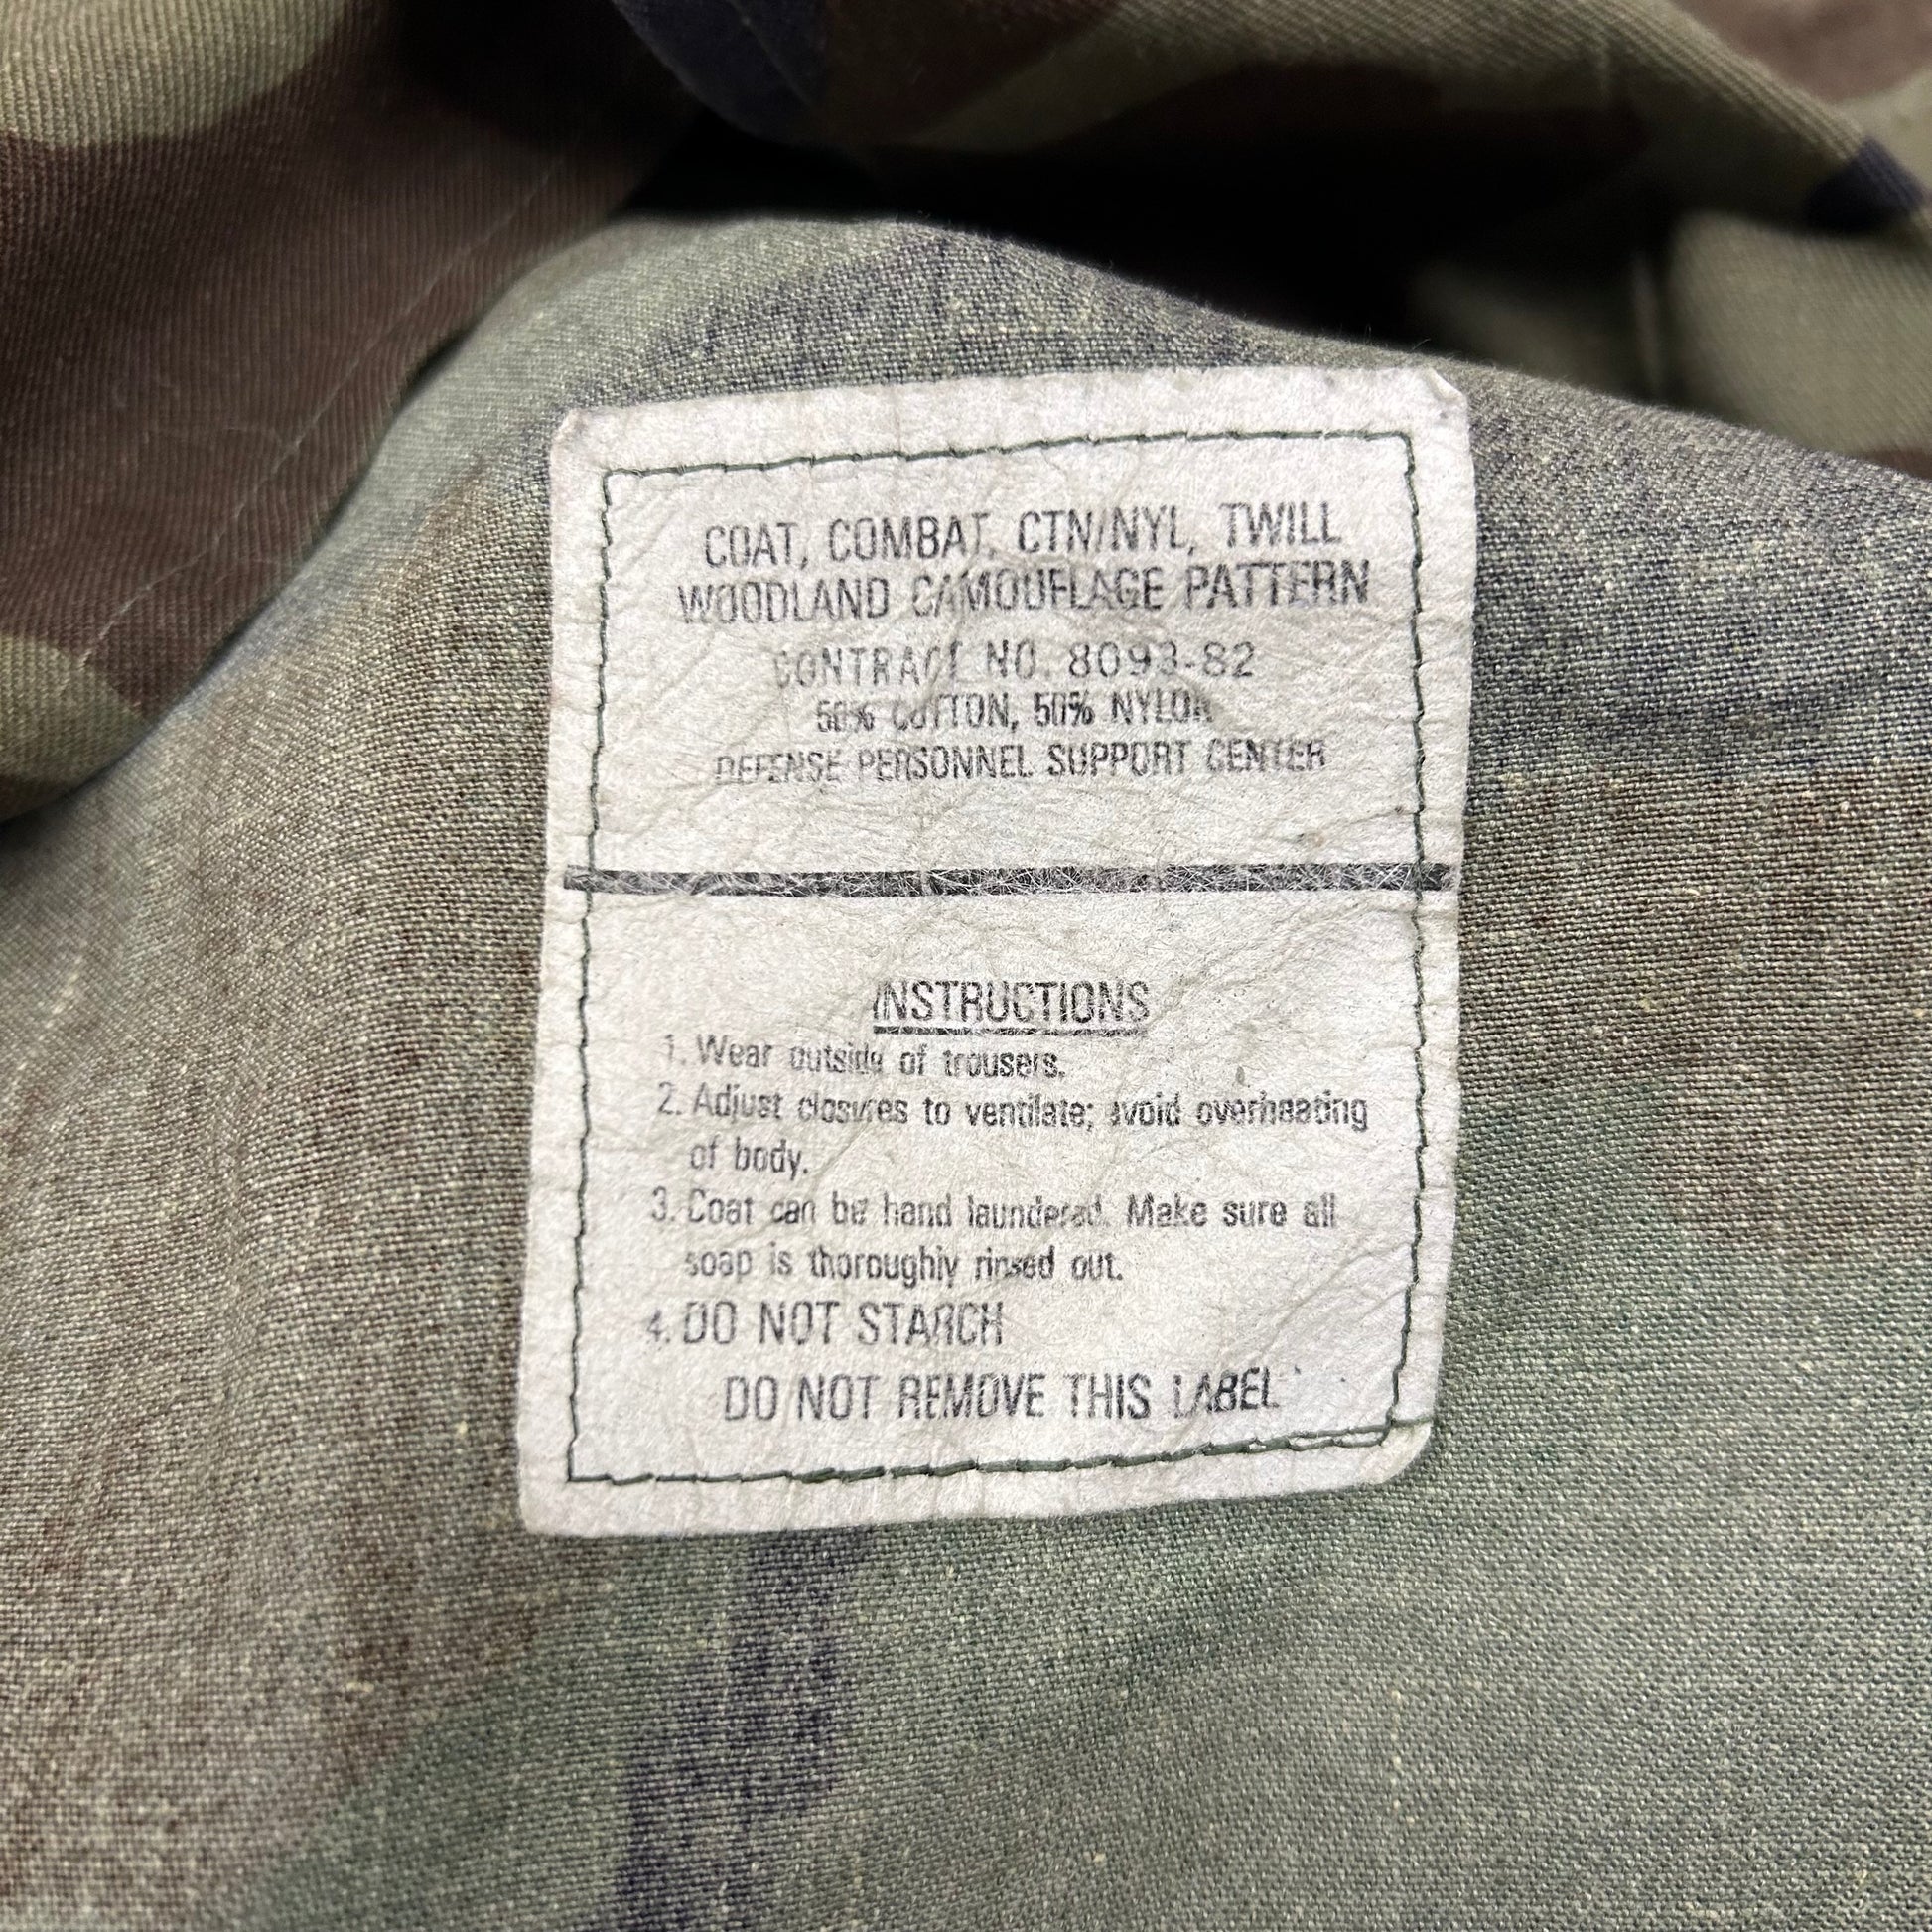 COAT, COMBAT, CTN/NYL, TWILL
WOODLAND CAMOUFLAGE PATTERN
CONTRACT NO. 8093-82
50% COTTON, 50% NYLON
DEFENSE PERSONNEL SUPPORT CENTER
INSTRUCTIONS
1. Wear outside of trousers.
2. Adjust closures to ventilate; avoid overheating
of body.
3. Coat can be hand laundered. Make sure all
soap is thoroughly rinsed out.
4. DO NOT STARCH
DO NOT REMOVE THIS LABEL